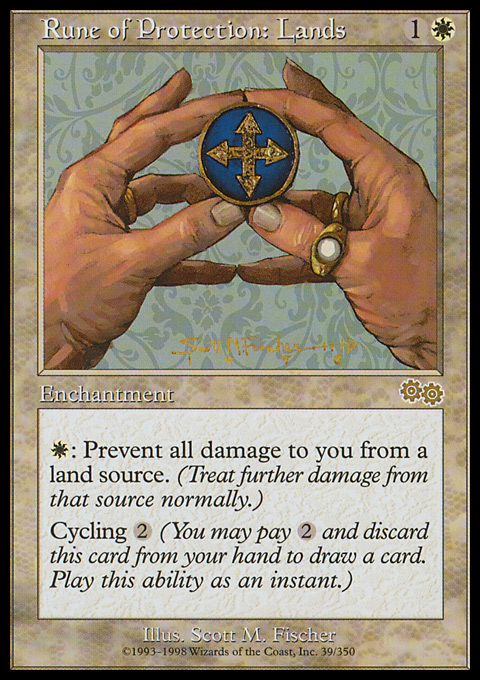 Rune of Protection: Lands 1
Enchantment
: Prevent all damage to you from a
land source. (Treat further damage from
that source normally.)
Cycling 2 (You may pay 2 and discard
this card from your hand to draw a card.
Play this ability as an instant.)
Illus. Scott M. Fischer
©1993–1998 Wizards of the Coast, Inc. 39/350